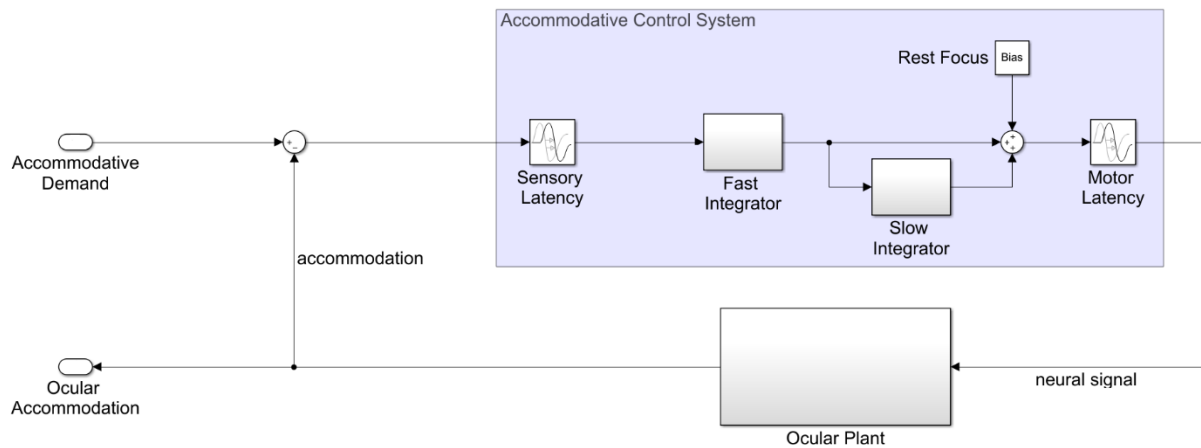 Accommodative Control System
Rest Focus
Bias
+
−
+
+
+
Accommodative
Demand
Sensory
Latency
Fast
Integrator
Slow
Integrator
Motor
Latency
accommodation
Ocular
Accommodation
neural signal
Ocular Plant